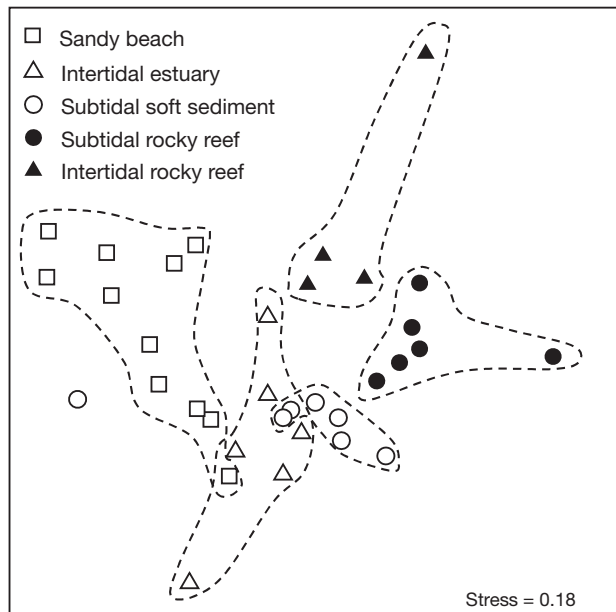 Sandy beach
Intertidal estuary
Subtidal soft sediment
Subtidal rocky reef
Intertidal rocky reef
Stress = 0.18